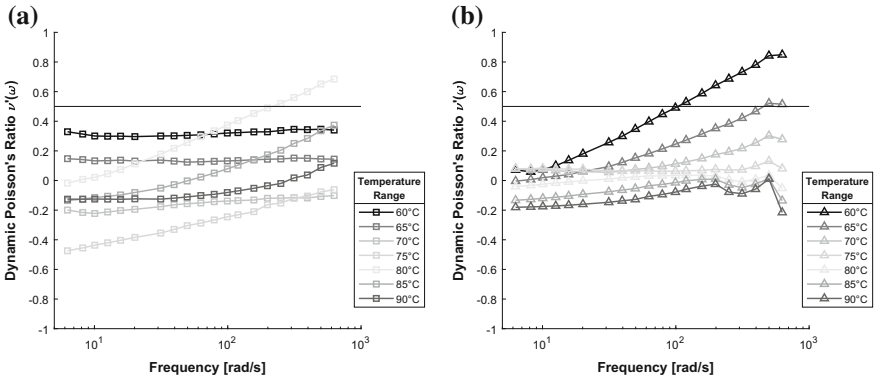 (a)
Dynamic Poisson's Ratio ν'(ω)
1
0.8
0.6
0.4
0.2
0
-0.2
-0.4
-0.6
-0.8
-1
10¹
10²
10³
Frequency [rad/s]
Temperature
Range
60°C
65°C
70°C
75°C
80°C
85°C
90°C
(b)
Dynamic Poisson's Ratio ν'(ω)
1
0.8
0.6
0.4
0.2
0
-0.2
-0.4
-0.6
-0.8
-1
10¹
10²
10³
Frequency [rad/s]
Temperature
Range
60°C
65°C
70°C
75°C
80°C
85°C
90°C